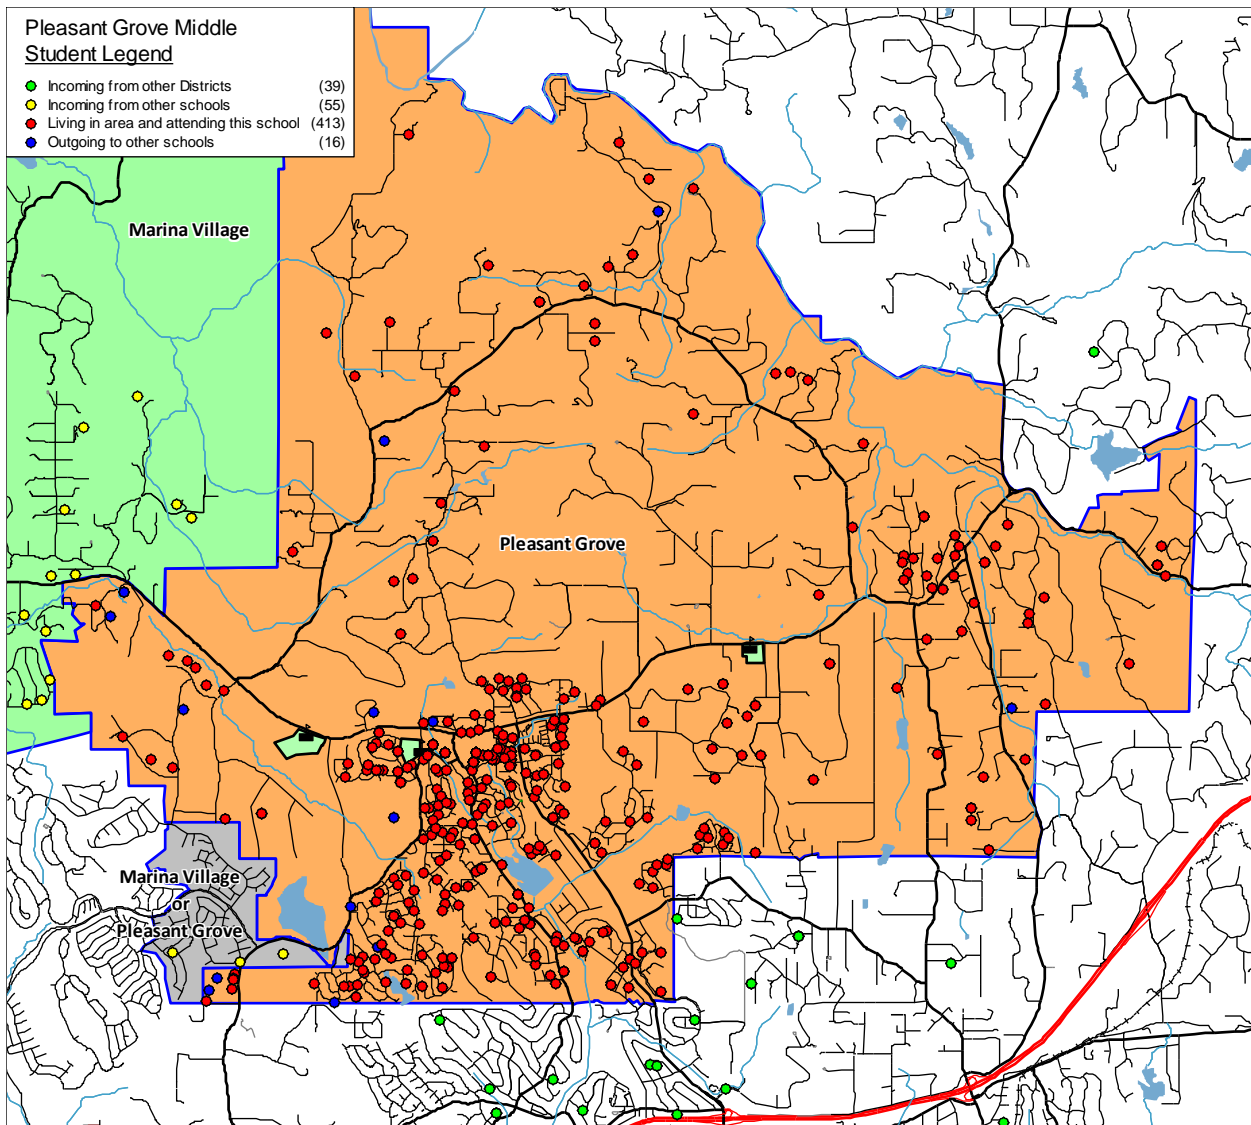 Pleasant Grove Middle
Student Legend
Incoming from other Districts (39)
Incoming from other schools (55)
Living in area and attending this school (413)
Outgoing to other schools (16)
Marina Village
Pleasant Grove
Marina Village
or
Pleasant Grove